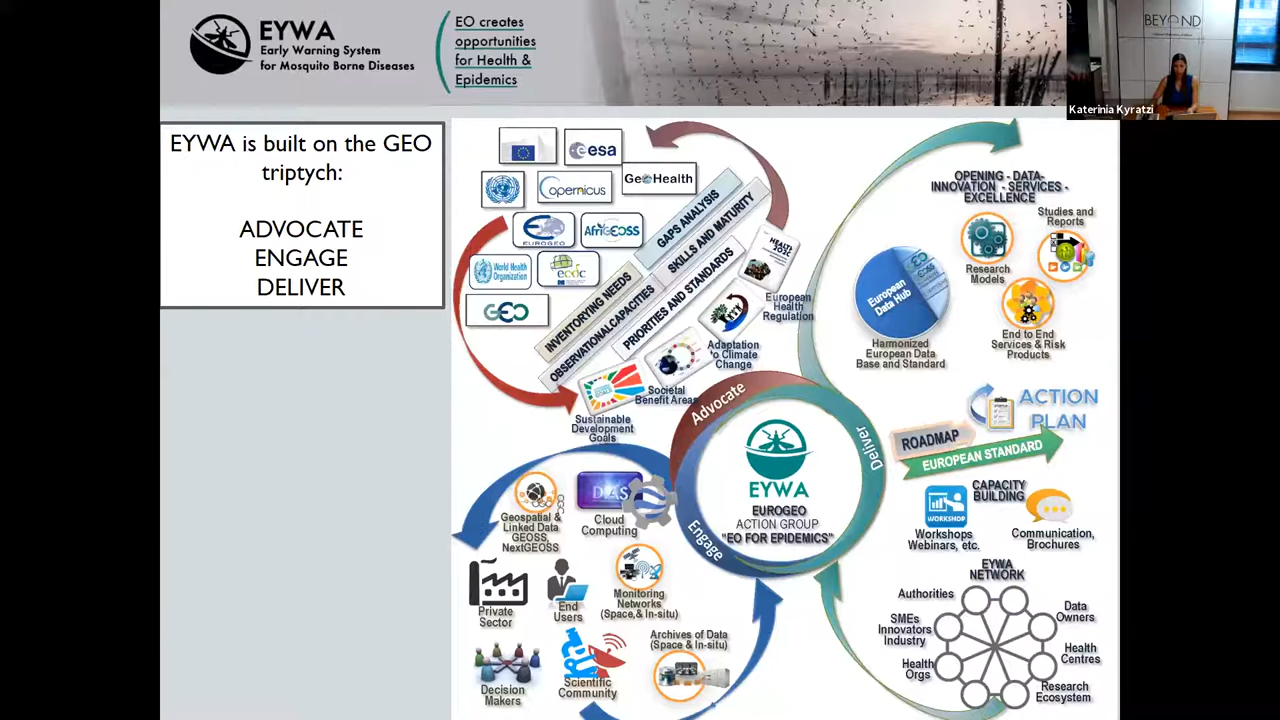 EYWA
Early Warning System
for Mosquito Borne Diseases
EO creates
opportunities
for Health &
Epidemics
BEYOND
Katerinia Kyratzi
EYWA is built on the GEO
triptych:
ADVOCATE
ENGAGE
DELIVER
esa
GeoHealth
Copernicus
EUROGEO
AfriGEOSS
World Health
Organization
ecdc
GEO
GAPS ANALYSIS
SKILLS AND MATURITY
INVENTORYING NEEDS
OBSERVATIONAL CAPACITIES
PRIORITIES AND STANDARDS
HEALTH
European
Health
Regulation
Adaptation
to Climate
Change
Societal
Benefit Areas
Sustainable
Development
Goals
OPENING - DATA-
INNOVATION - SERVICES -
EXCELLENCE
Studies and
Reports
Research
Models
European
Data Hub
End to End
Services & Risk
Products
Harmonized
European Data
Base and Standard
Advocate
Deliver
Engage
EYWA
EUROGEO
ACTION GROUP
"EO FOR EPIDEMICS"
ACTION
PLAN
ROADMAP
EUROPEAN STANDARD
CAPACITY
BUILDING
WORKSHOP
Workshops
Webinars, etc.
Communication,
Brochures
EYWA
NETWORK
Authorities
Data
Owners
SMEs
Innovators
Industry
Health
Centres
Health
Orgs
Research
Ecosystem
Geospatial &
Linked Data
GEOSS,
NextGEOSS
DIAS
Cloud
Computing
Private
Sector
End
Users
Monitoring
Networks
(Space,& In-situ)
Archives of Data
(Space & In-situ)
Decision
Makers
Scientific
Community